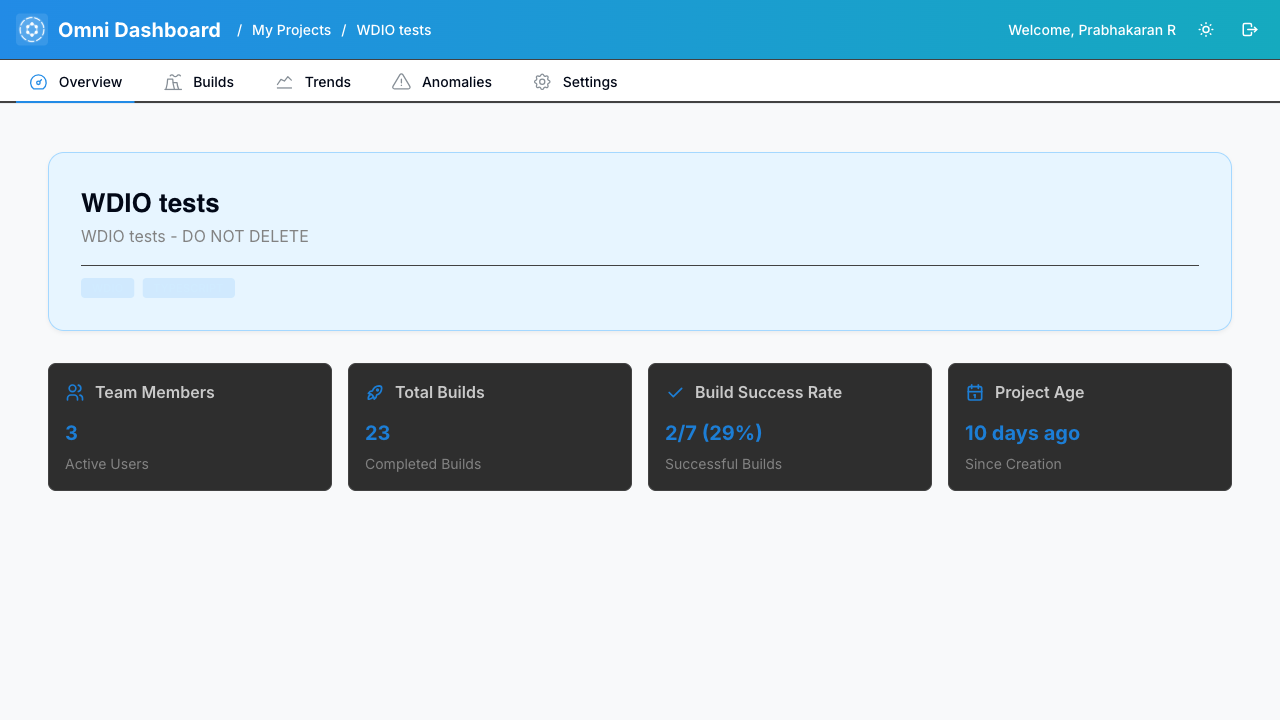 Omni Dashboard / My Projects / WDIO tests
Welcome, Prabhakaran R
Overview Builds Trends Anomalies Settings
WDIO tests
WDIO tests - DO NOT DELETE
Team Members
3
Active Users
Total Builds
23
Completed Builds
Build Success Rate
2/7 (29%)
Successful Builds
Project Age
10 days ago
Since Creation